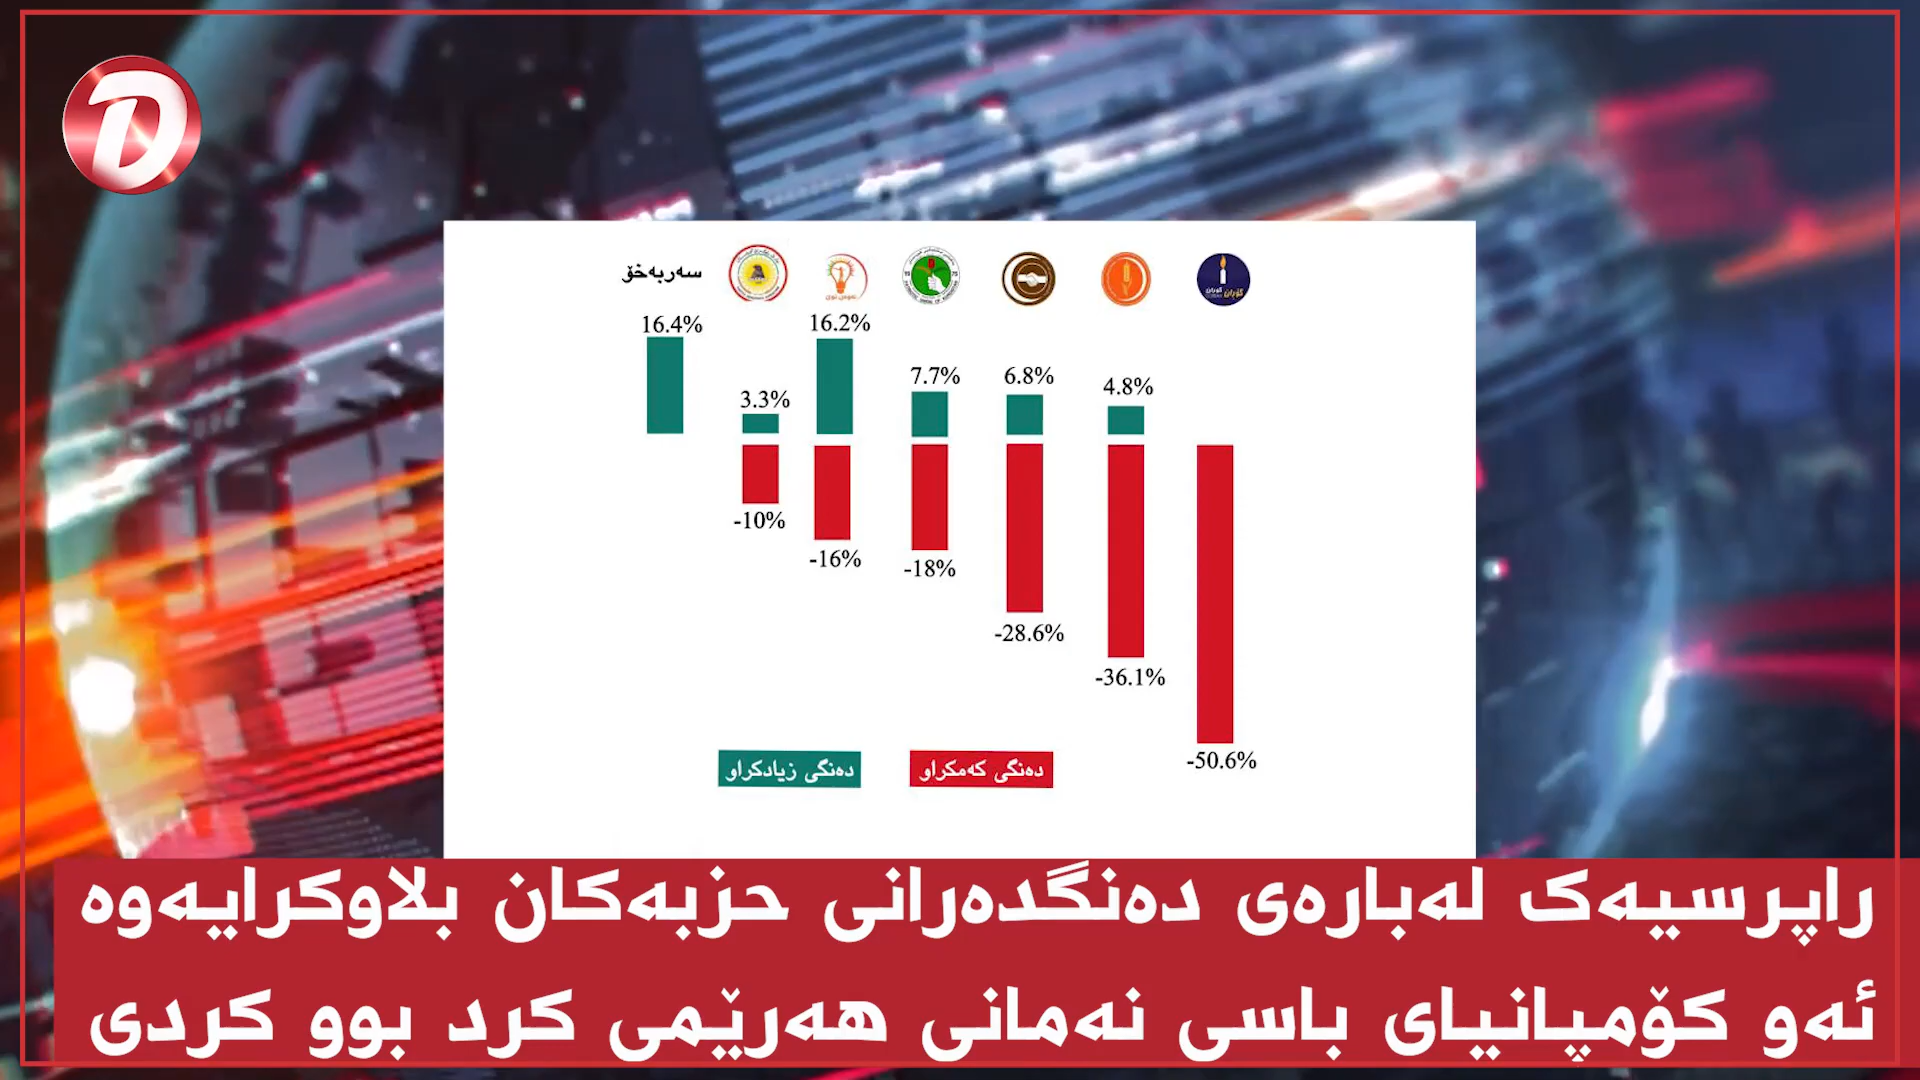 D
سەربەخۆ
16.4%
3.3%
16.2%
7.7%
6.8%
4.8%
-10%
-16%
-18%
-28.6%
-36.1%
-50.6%
دەنگی زیادکراو
دەنگی کەمکراو
راپرسیەک لەبارەی دەنگدەرانی حزبەکان بلاوکرایەوە
ئەو کۆمپانیای باسی نەمانی هەرێمی کرد بوو کردی